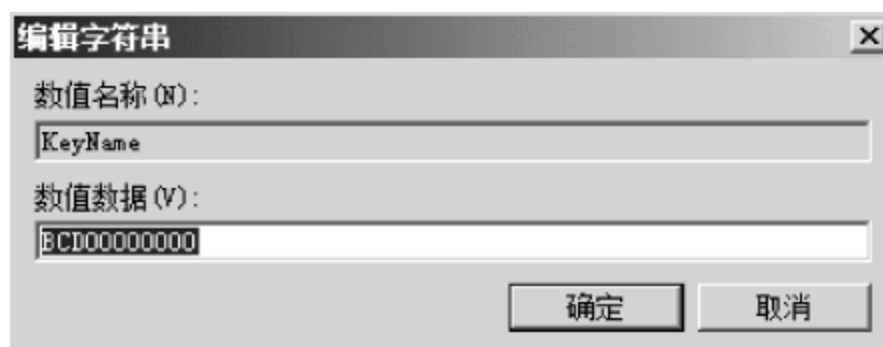 编辑字符串
数值名称(N):
KeyName
数值数据(V):
BCD00000000
确定
取消